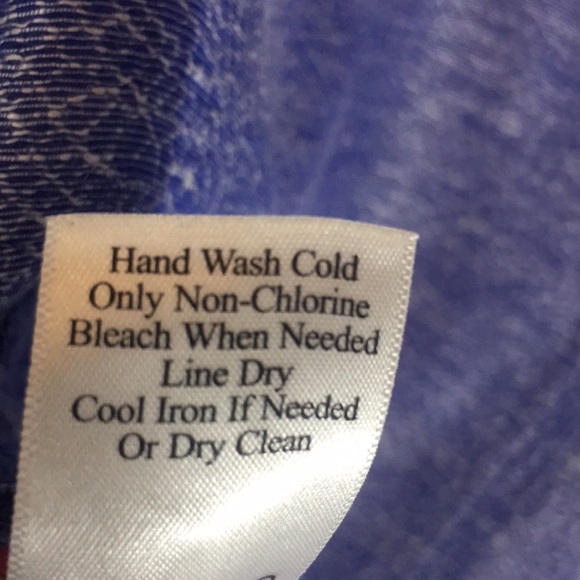 Hand Wash Cold
Only Non-Chlorine
Bleach When Needed
Line Dry
Cool Iron If Needed
Or Dry Clean